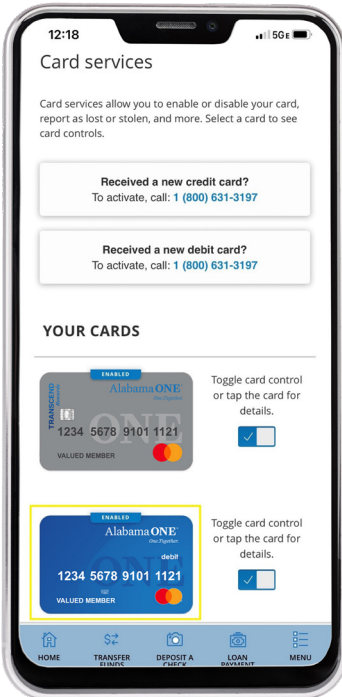 12:18
5GE
Card services
Card services allow you to enable or disable your card,
report as lost or stolen, and more. Select a card to see
card controls.
Received a new credit card?
To activate, call: 1 (800) 631-3197
Received a new debit card?
To activate, call: 1 (800) 631-3197
YOUR CARDS
ENABLED
TRANSCEND
Rewards
Alabama ONE
One.Together
ONE
1234 5678 9101 1121
VALUED MEMBER
Toggle card control
or tap the card for
details.
ENABLED
Alabama ONE
One.Together
ONE
debit
1234 5678 9101 1121
VALUED MEMBER
Toggle card control
or tap the card for
details.
HOME
TRANSFER
FUNDS
DEPOSIT A
CHECK
LOAN
PAYMENT
MENU